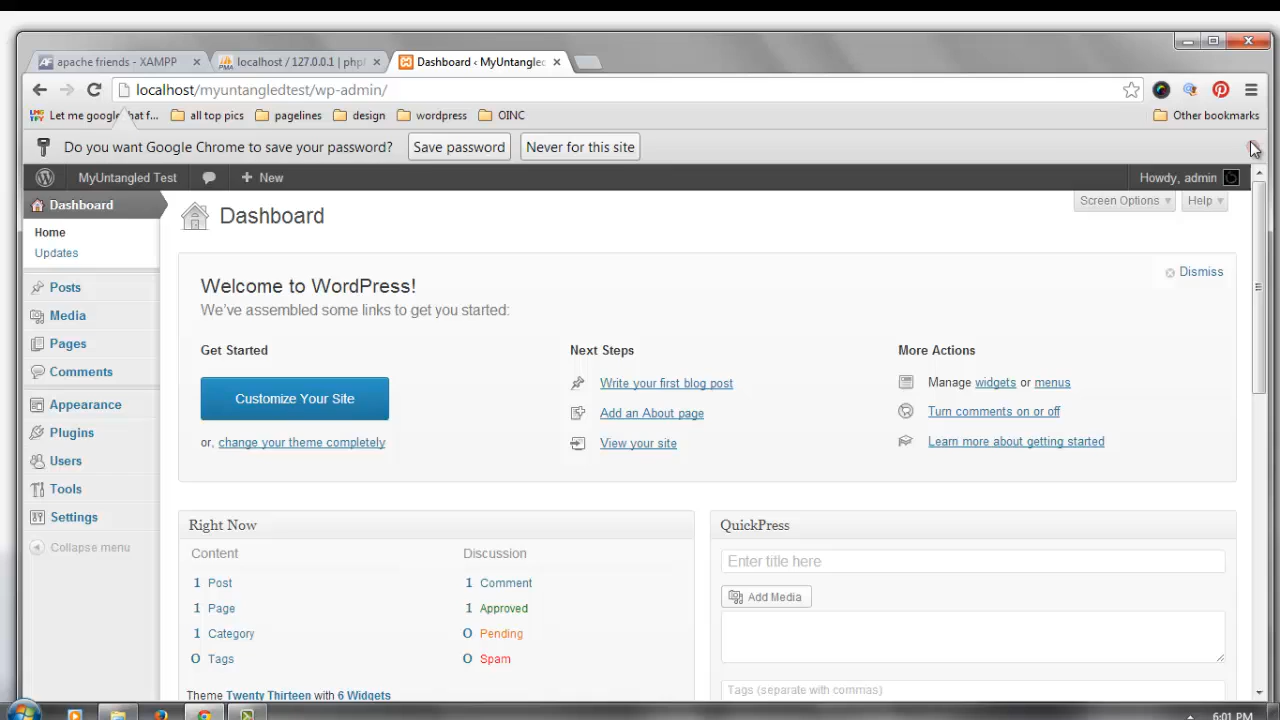 apache friends - XAMPP
localhost / 127.0.0.1 | phpl
Dashboard ‹ MyUntangled
localhost/myuntangledtest/wp-admin/
Let me google that f...
all top pics
pagelines
design
wordpress
OINC
Other bookmarks
Do you want Google Chrome to save your password?
Save password
Never for this site
MyUntangled Test
+ New
Howdy, admin
Dashboard
Home
Updates
Posts
Media
Pages
Comments
Appearance
Plugins
Users
Tools
Settings
Collapse menu
Dashboard
Screen Options
Help
Welcome to WordPress!
Dismiss
We've assembled some links to get you started:
Get Started
Customize Your Site
or, change your theme completely
Next Steps
Write your first blog post
Add an About page
View your site
More Actions
Manage widgets or menus
Turn comments on or off
Learn more about getting started
Right Now
Content
1 Post
1 Page
1 Category
0 Tags
Discussion
1 Comment
1 Approved
0 Pending
0 Spam
Theme Twenty Thirteen with 6 Widgets
QuickPress
Enter title here
Add Media
Tags (separate with commas)
6:01 PM